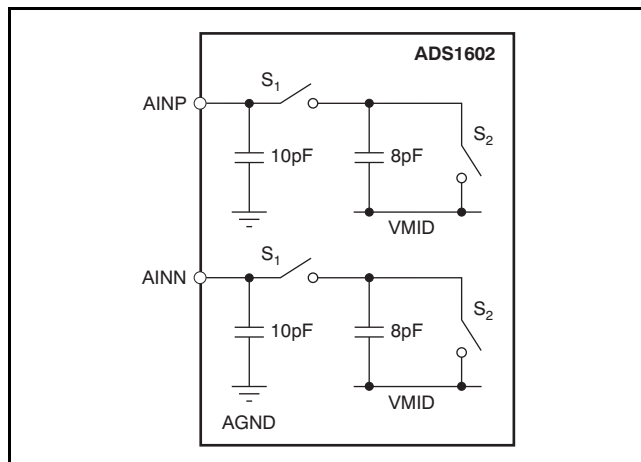 ADS1602
S1
AINP
S2
10pF
8pF
VMID
S1
AINN
S2
10pF
8pF
VMID
AGND